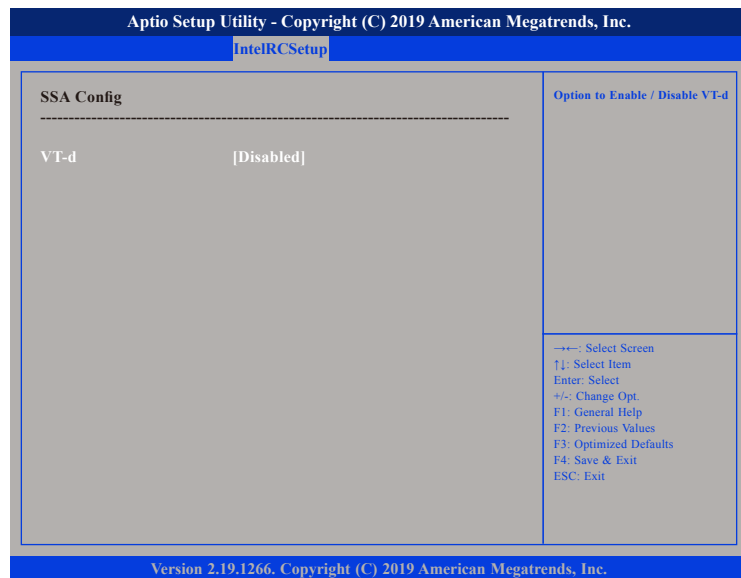 Aptio Setup Utility - Copyright (C) 2019 American Megatrends, Inc.
IntelRCSetup
SSA Config
--------------------------------------------------------------------------------
VT-d [Disabled]
Option to Enable / Disable VT-d
→←: Select Screen
↑↓: Select Item
Enter: Select
+/-: Change Opt.
F1: General Help
F2: Previous Values
F3: Optimized Defaults
F4: Save & Exit
ESC: Exit
Version 2.19.1266. Copyright (C) 2019 American Megatrends, Inc.